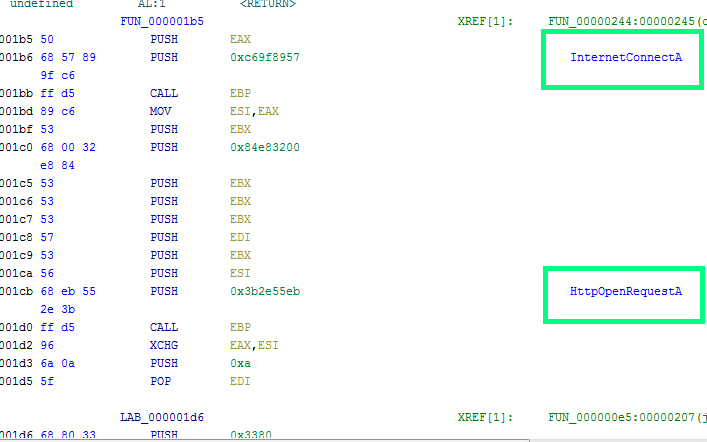 undefined AL:1 <RETURN>
FUN_000001b5 XREF[1]: FUN_00000244:00000245(c
001b5 50 PUSH EAX
001b6 68 57 89 PUSH 0xc69f8957 InternetConnectA
9f c6
001bb ff d5 CALL EBP
001bd 89 c6 MOV ESI,EAX
001bf 53 PUSH EBX
001c0 68 00 32 PUSH 0x84e83200
e8 84
001c5 53 PUSH EBX
001c6 53 PUSH EBX
001c7 53 PUSH EBX
001c8 57 PUSH EDI
001c9 53 PUSH EBX
001ca 56 PUSH ESI
001cb 68 eb 55 PUSH 0x3b2e55eb HttpOpenRequestA
2e 3b
001d0 ff d5 CALL EBP
001d2 96 XCHG EAX,ESI
001d3 6a 0a PUSH 0xa
001d5 5f POP EDI
LAB_000001d6 XREF[1]: FUN_000000e5:00000207(j
001d6 68 80 33 PUSH 0x3380